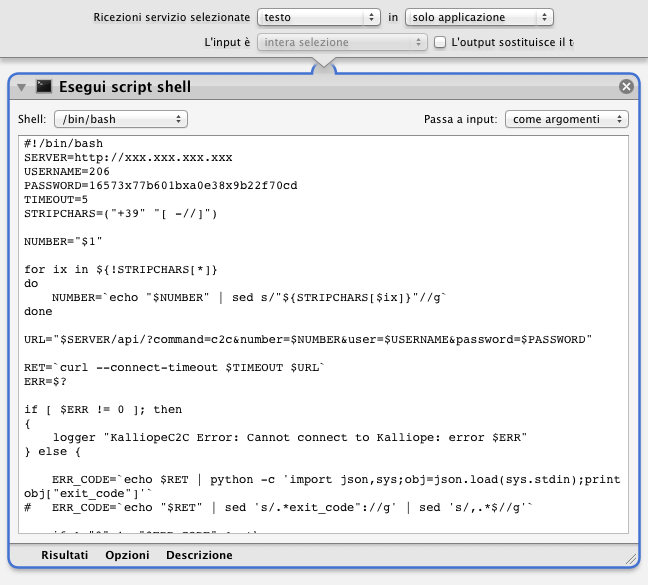 Ricezioni servizio selezionate testo in solo applicazione
L'input è intera selezione L'output sostituisce il t
Esegui script shell
Shell: /bin/bash Passa a input: come argomenti
#!/bin/bash
SERVER=http://xxx.xxx.xxx.xxx
USERNAME=206
PASSWORD=16573x77b601bxa0e38x9b22f70cd
TIMEOUT=5
STRIPCHARS=("+39" "[ -//]")
NUMBER="$1"
for ix in ${!STRIPCHARS[*]}
do
NUMBER=`echo "$NUMBER" | sed s/"${STRIPCHARS[$ix]}"//g`
done
URL="$SERVER/api/?command=c2c&number=$NUMBER&user=$USERNAME&password=$PASSWORD"
RET=`curl --connect-timeout $TIMEOUT $URL`
ERR=$?
if [ $ERR != 0 ]; then
{
logger "KalliopeC2C Error: Cannot connect to Kalliope: error $ERR"
} else {
ERR_CODE=`echo $RET | python -c 'import json,sys;obj=json.load(sys.stdin);print
obj["exit_code"]'`
# ERR_CODE=`echo "$RET" | sed 's/.*exit_code"://g' | sed 's/,.*$//g'`
Risultati Opzioni Descrizione